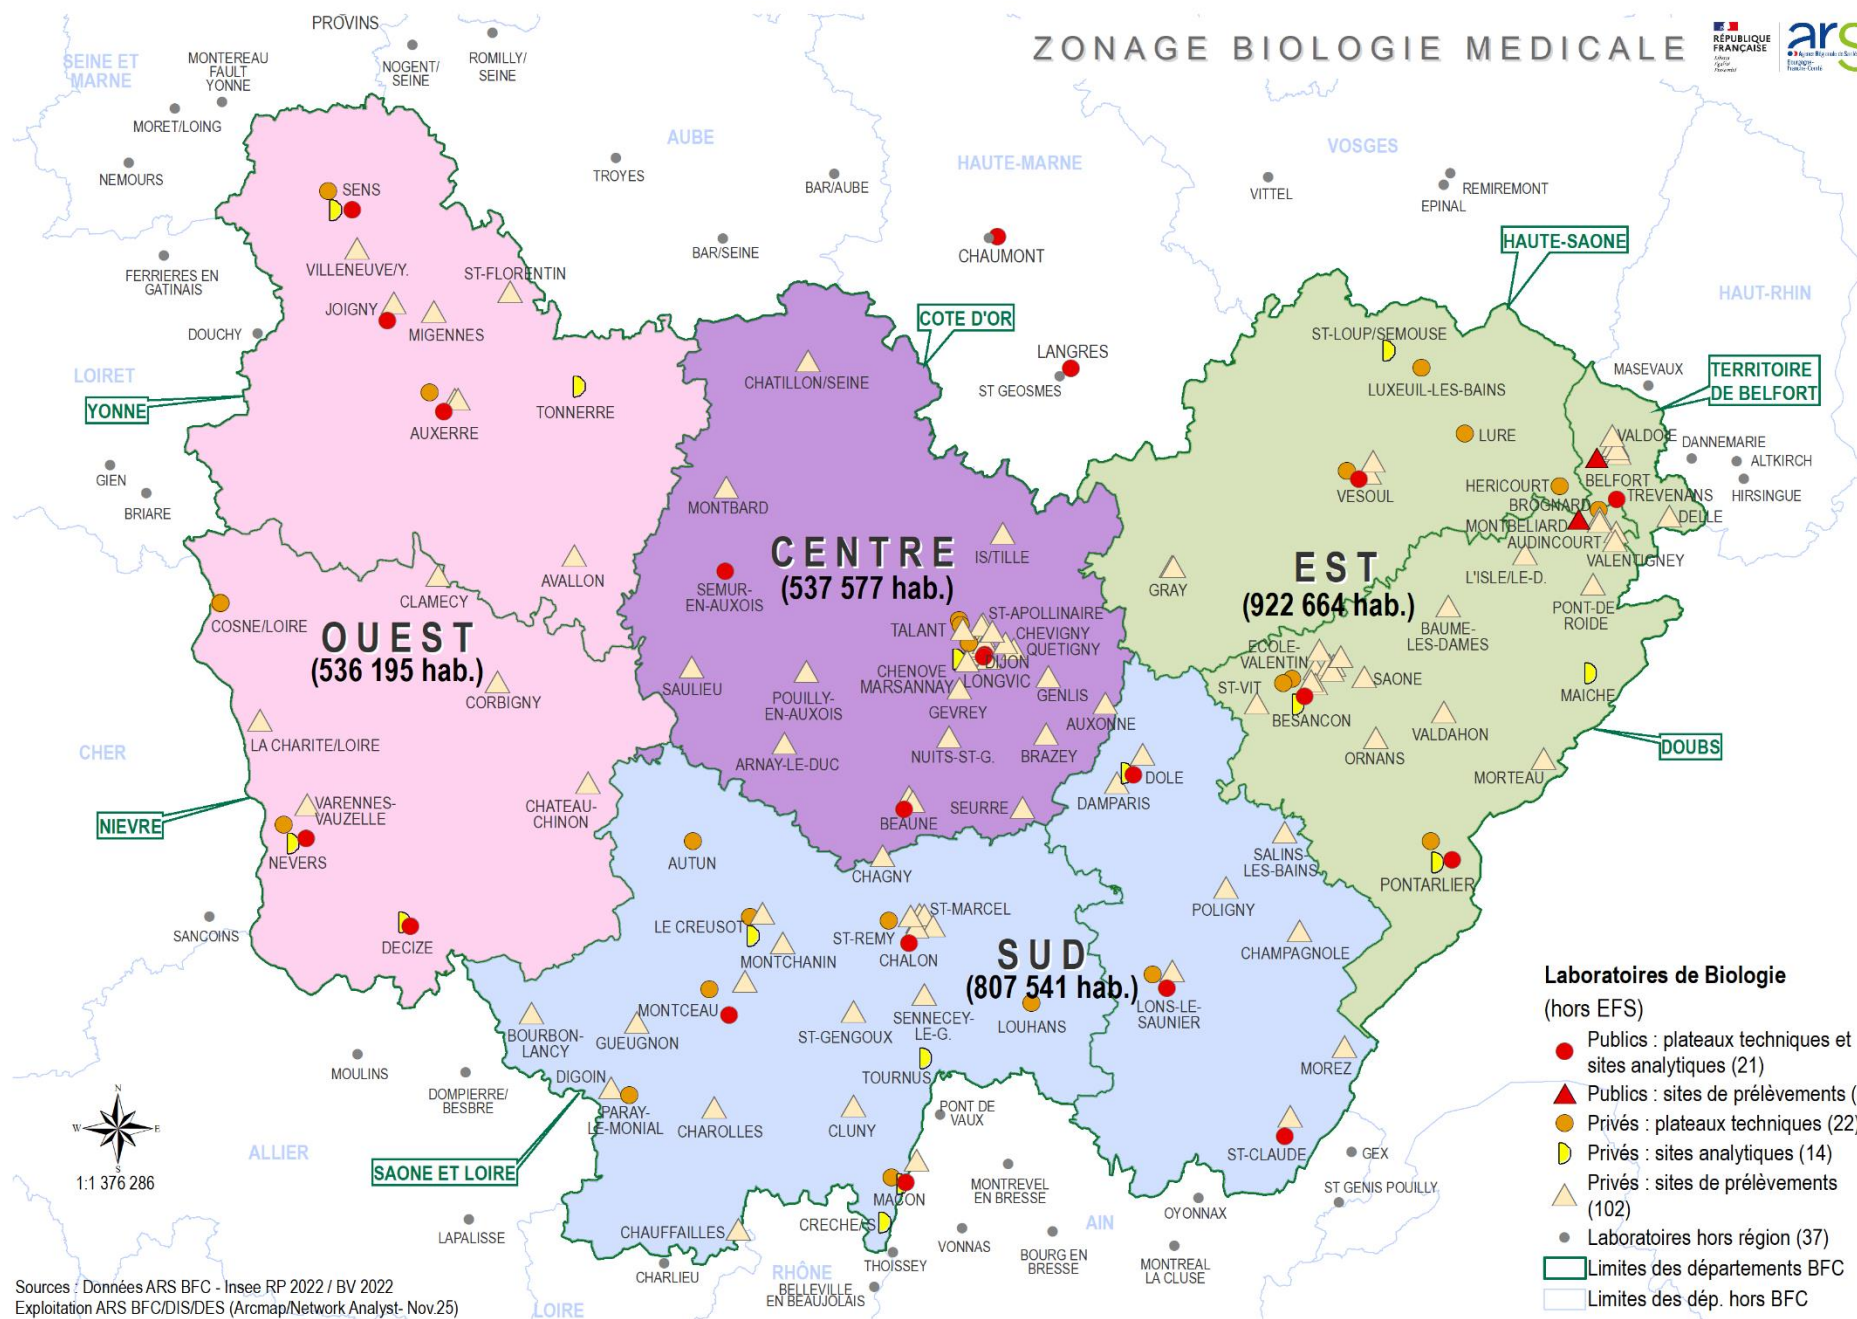 ZONAGE BIOLOGIE MEDICALE
RÉPUBLIQUE
FRANÇAISE
Liberté
Égalité
Fraternité
ars
PROVINS
SEINE ET
MARNE
MONTEREAU
FAULT
YONNE
NOGENT/
SEINE
ROMILLY/
SEINE
MORET/LOING
NEMOURS
AUBE
TROYES
BAR/AUBE
HAUTE-MARNE
VOSGES
VITTEL
REMIREMONT
EPINAL
SENS
BAR/SEINE
CHAUMONT
HAUTE-SAONE
VILLENEUVE/Y.
ST-FLORENTIN
FERRIERES EN
GATINAIS
HAUT-RHIN
JOIGNY
MIGENNES
DOUCHY
COTE D'OR
ST-LOUP/SEMOUSE
LANGRES
ST GEOSMES
CHATILLON/SEINE
LUXEUIL-LES-BAINS
MASEVAUX
TERRITOIRE
DE BELFORT
LOIRET
YONNE
TONNERRE
AUXERRE
LURE
VALDOIE
DANNEMARIE
ALTKIRCH
HIRSINGUE
GIEN
BRIARE
VESOUL
BELFORT
HERICOURT
TREVENANS
BROGNARD
MONTBELIARD
DELLE
AUDINCOURT
VALENTIGNEY
MONTBARD
IS/TILLE
CENTRE
(537 577 hab.)
EST
(922 664 hab.)
L'ISLE/LE-D.
PONT-DE
ROIDE
AVALLON
CLAMECY
SEMUR-
EN-AUXOIS
GRAY
COSNE/LOIRE
OUEST
(536 195 hab.)
TALANT
ST-APOLLINAIRE
CHEVIGNY
QUETIGNY
DIJON
CHENOVE
MARSANNAY
LONGVIC
BAUME-
LES-DAMES
ECOLE-
VALENTIN
SAONE
ST-VIT
BESANCON
MAICHE
SAULIEU
POUILLY-
EN-AUXOIS
GEVREY
GENLIS
AUXONNE
CORBIGNY
LA CHARITE/LOIRE
VALDAHON
ORNANS
DOUBS
CHER
ARNAY-LE-DUC
NUITS-ST-G.
BRAZEY
MORTEAU
DOLE
DAMPARIS
CHATEAU-
CHINON
VARENNES-
VAUZELLE
NIEVRE
NEVERS
BEAUNE
SEURRE
AUTUN
CHAGNY
SALINS-
LES-BAINS
PONTARLIER
POLIGNY
SANCOINS
DECIZE
LE CREUSOT
ST-MARCEL
ST-REMY
CHALON
MONTCHANIN
CHAMPAGNOLE
SUD
(807 541 hab.)
MONTCEAU
LOUHANS
LONS-LE-
SAUNIER
BOURBON-
LANCY
GUEUGNON
ST-GENGOUX
SENNECEY-
LE-G.
MOREZ
MOULINS
DOMPIERRE/
BESBRE
DIGOIN
TOURNUS
PARAY-
LE-MONIAL
CHAROLLES
CLUNY
PONT DE
VAUX
ST-CLAUDE
GEX
ST GENIS POUILLY
ALLIER
SAONE ET LOIRE
MACON
MONTREVEL
EN BRESSE
OYONNAX
AIN
CRECHE/S
CHAUFFAILLES
LAPALISSE
VONNAS
BOURG EN
BRESSE
MONTREAL
LA CLUSE
CHARLIEU
RHÔNE
THOISSEY
BELLEVILLE
EN BEAUJOLAIS
LOIRE
N
W
E
S
1:1 376 286
Laboratoires de Biologie
(hors EFS)
Publics : plateaux techniques et
sites analytiques (21)
Publics : sites de prélèvements (
Privés : plateaux techniques (22)
Privés : sites analytiques (14)
Privés : sites de prélèvements
(102)
Laboratoires hors région (37)
Limites des départements BFC
Limites des dép. hors BFC
Sources : Données ARS BFC - Insee RP 2022 / BV 2022
Exploitation ARS BFC/DIS/DES (Arcmap/Network Analyst- Nov.25)